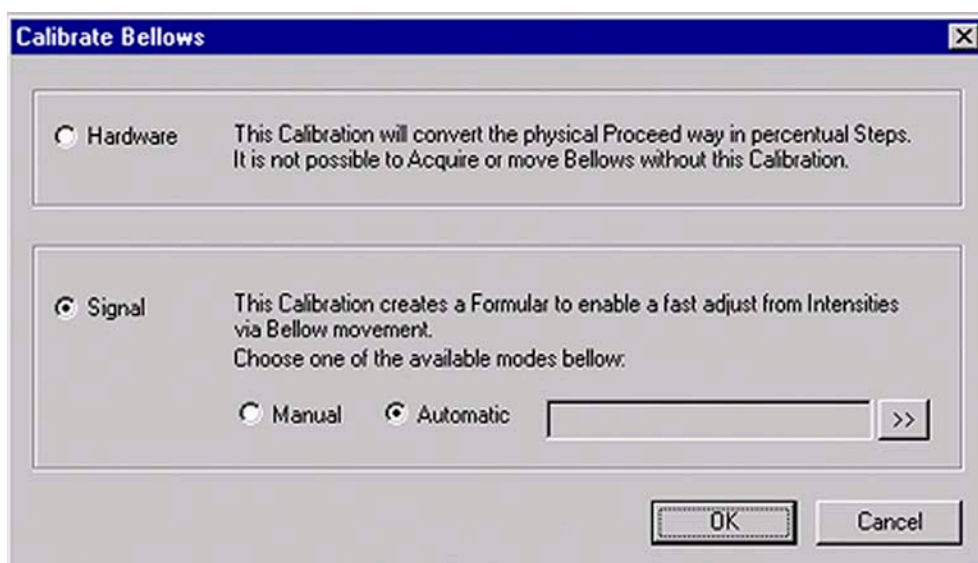 Calibrate Bellows
Hardware
This Calibration will convert the physical Proceed way in percentual Steps.
It is not possible to Acquire or move Bellows without this Calibration.
Signal
This Calibration creates a Formular to enable a fast adjust from Intensities
via Bellow movement.
Choose one of the available modes bellow:
Manual Automatic >>
OK Cancel